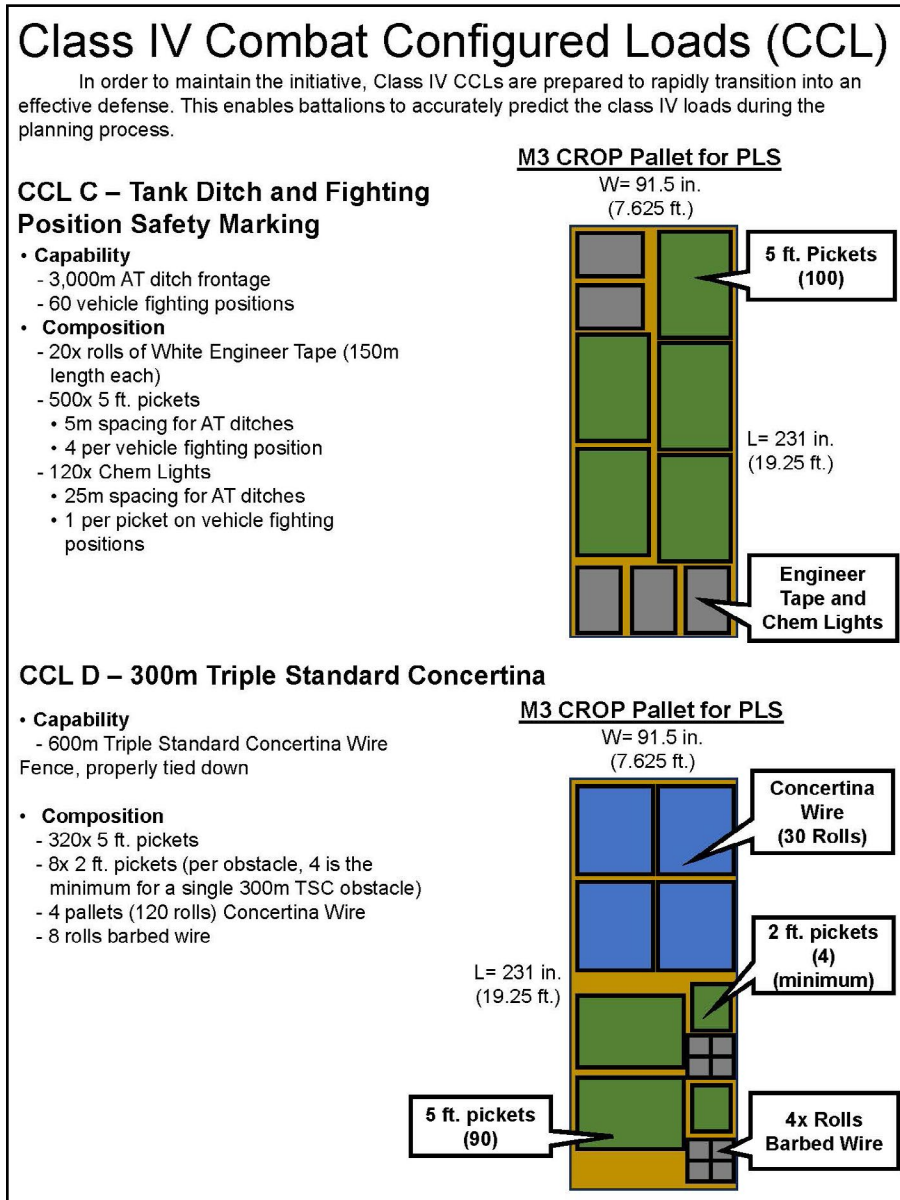 Class IV Combat Configured Loads (CCL)
In order to maintain the initiative, Class IV CCLs are prepared to rapidly transition into an
effective defense. This enables battalions to accurately predict the class IV loads during the
planning process.
CCL C – Tank Ditch and Fighting
Position Safety Marking
• Capability
- 3,000m AT ditch frontage
- 60 vehicle fighting positions
• Composition
- 20x rolls of White Engineer Tape (150m
length each)
- 500x 5 ft. pickets
• 5m spacing for AT ditches
• 4 per vehicle fighting position
- 120x Chem Lights
• 25m spacing for AT ditches
• 1 per picket on vehicle fighting
positions
M3 CROP Pallet for PLS
W= 91.5 in.
(7.625 ft.)
5 ft. Pickets
(100)
L= 231 in.
(19.25 ft.)
Engineer
Tape and
Chem Lights
CCL D – 300m Triple Standard Concertina
• Capability
- 600m Triple Standard Concertina Wire
Fence, properly tied down
• Composition
- 320x 5 ft. pickets
- 8x 2 ft. pickets (per obstacle, 4 is the
minimum for a single 300m TSC obstacle)
- 4 pallets (120 rolls) Concertina Wire
- 8 rolls barbed wire
M3 CROP Pallet for PLS
W= 91.5 in.
(7.625 ft.)
Concertina
Wire
(30 Rolls)
2 ft. pickets
(4)
(minimum)
L= 231 in.
(19.25 ft.)
5 ft. pickets
(90)
4x Rolls
Barbed Wire